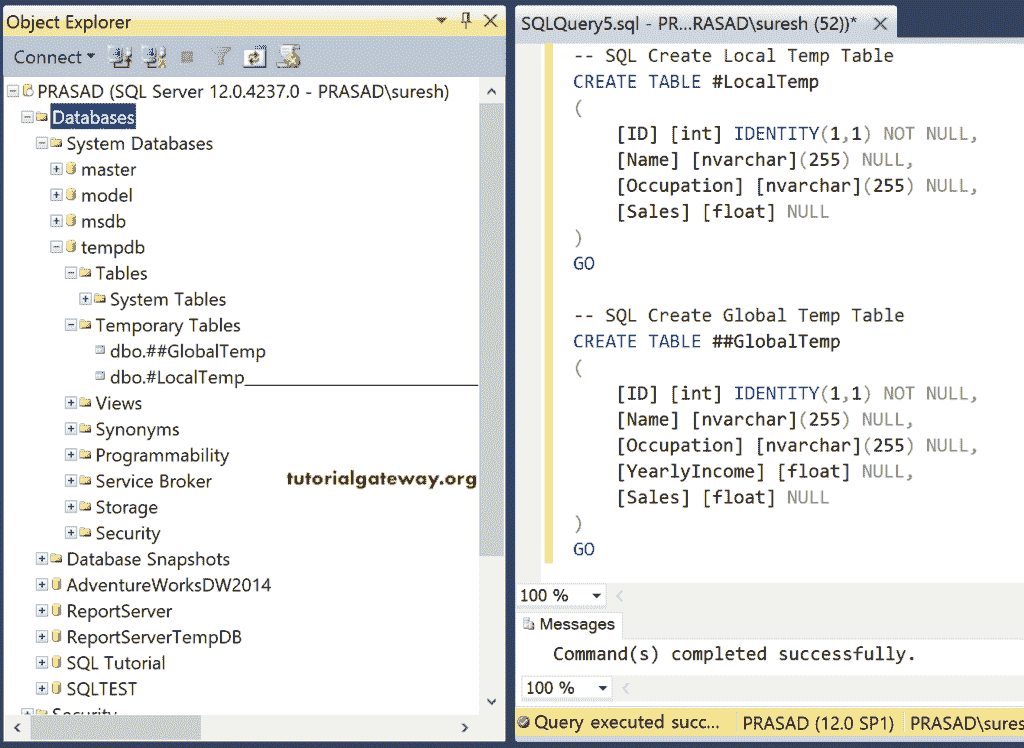 Object Explorer
Connect
PRASAD (SQL Server 12.0.4237.0 - PRASAD\suresh)
Databases
System Databases
master
model
msdb
tempdb
Tables
System Tables
Temporary Tables
dbo.##GlobalTemp
dbo.#LocalTemp____________________
Views
Synonyms
Programmability
Service Broker
Storage
Security
Database Snapshots
AdventureWorksDW2014
ReportServer
ReportServerTempDB
SQL Tutorial
SQLTEST
Security
tutorialgateway.org
SQLQuery5.sql - PR...RASAD\suresh (52))*
-- SQL Create Local Temp Table
CREATE TABLE #LocalTemp
(
[ID] [int] IDENTITY(1,1) NOT NULL,
[Name] [nvarchar](255) NULL,
[Occupation] [nvarchar](255) NULL,
[Sales] [float] NULL
)
GO
-- SQL Create Global Temp Table
CREATE TABLE ##GlobalTemp
(
[ID] [int] IDENTITY(1,1) NOT NULL,
[Name] [nvarchar](255) NULL,
[Occupation] [nvarchar](255) NULL,
[YearlyIncome] [float] NULL,
[Sales] [float] NULL
)
GO
100 %
Messages
Command(s) completed successfully.
100 %
Query executed succ... PRASAD (12.0 SP1) PRASAD\sures